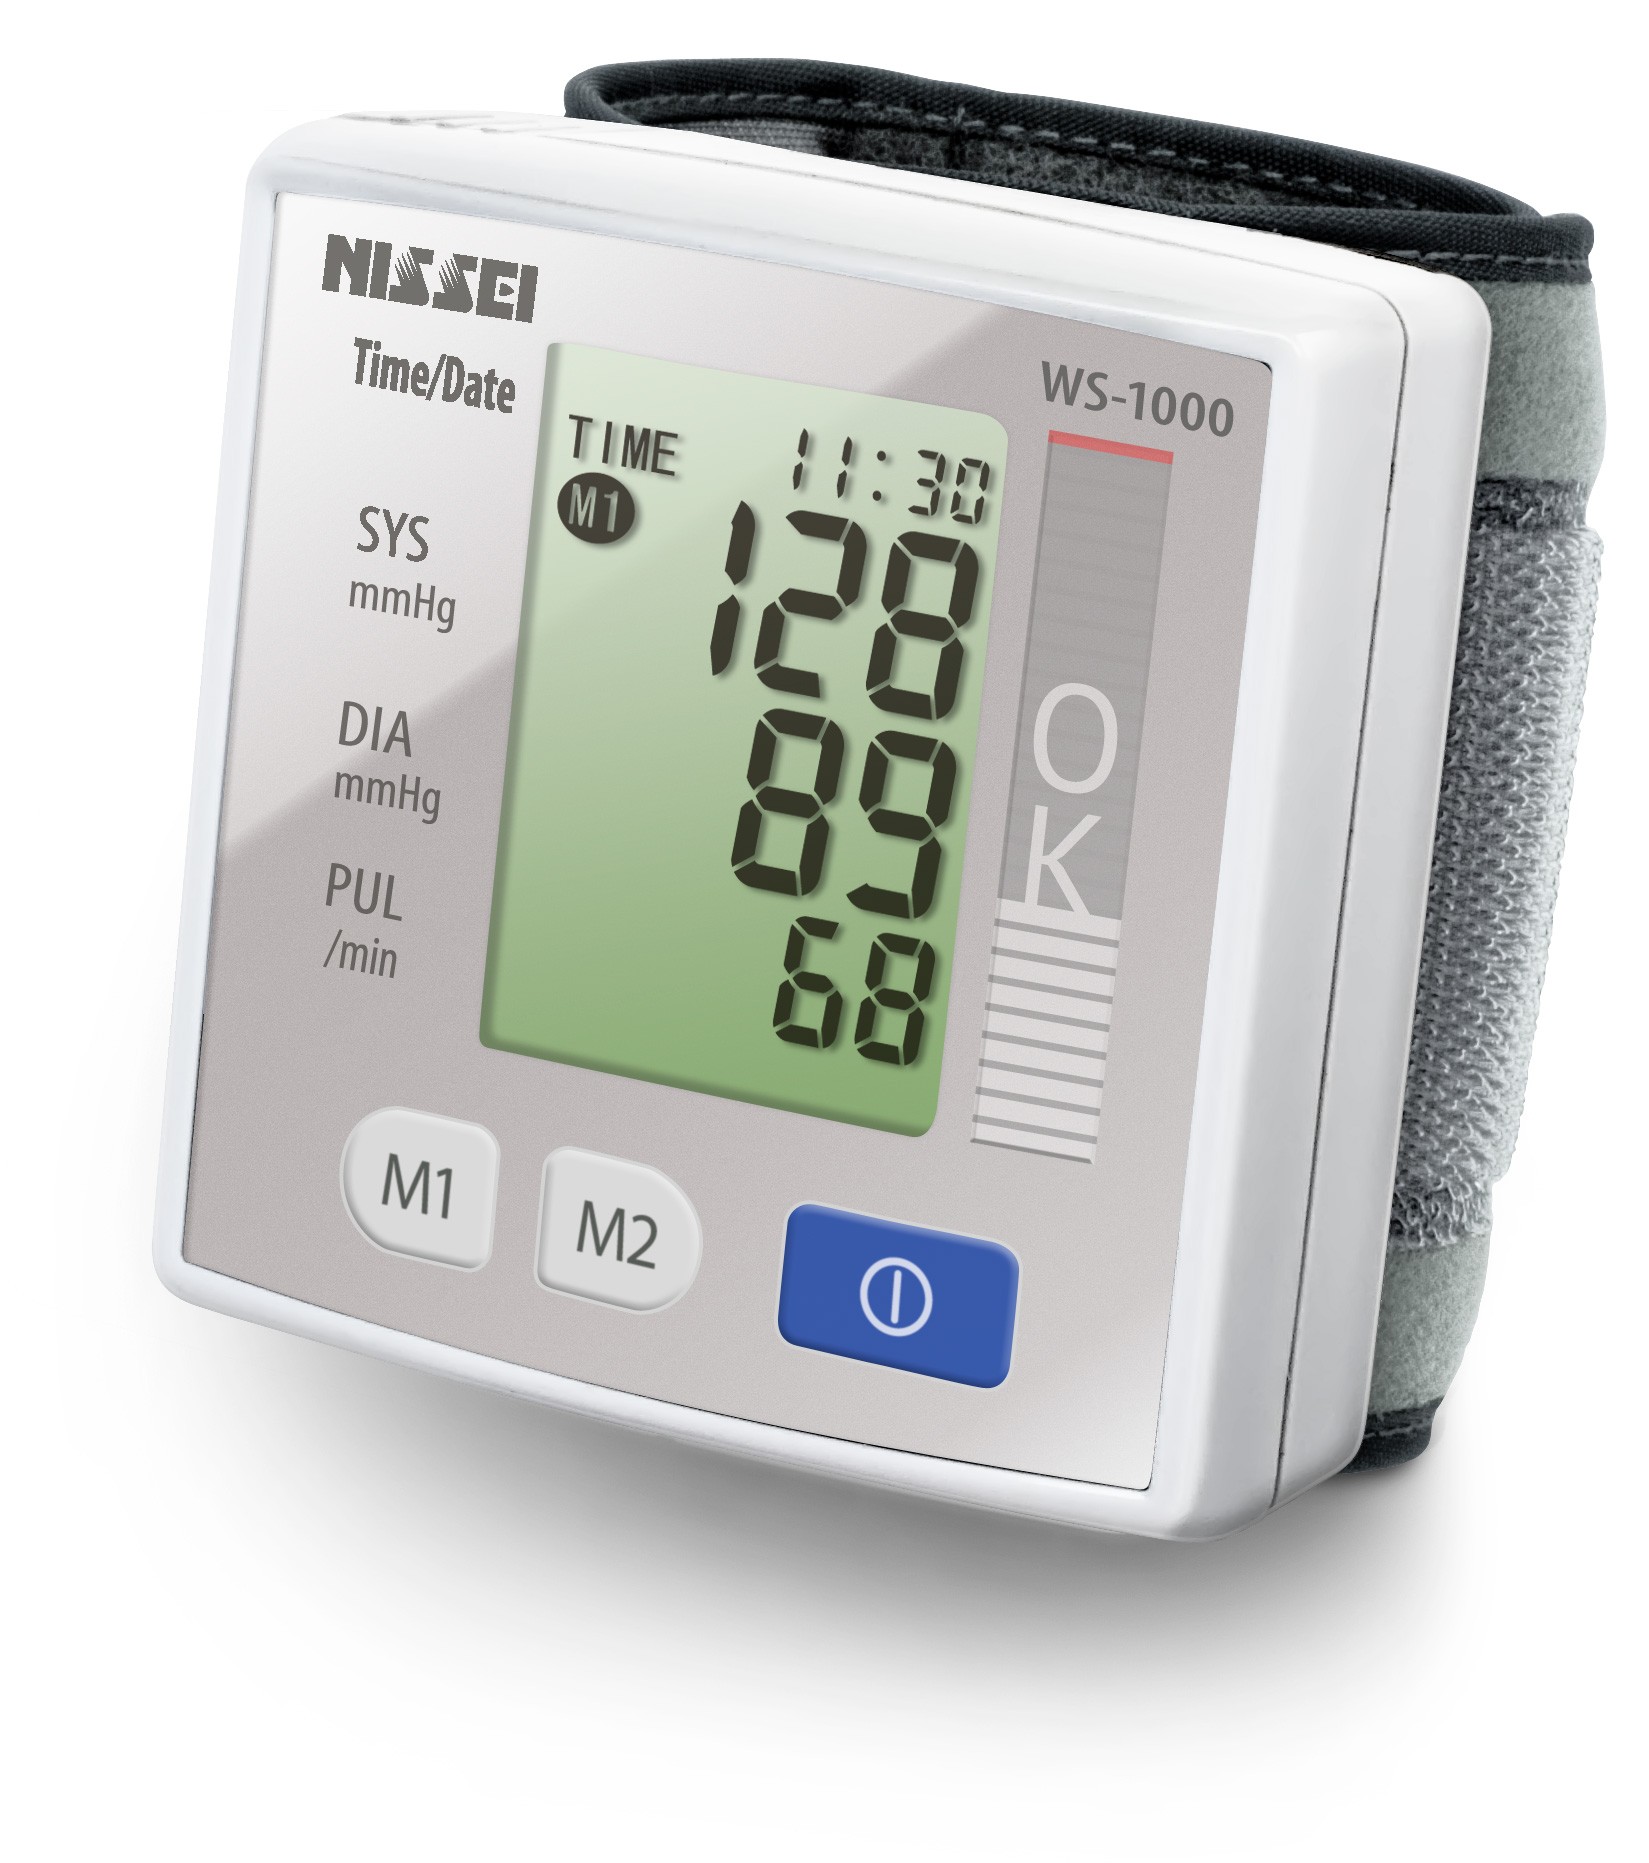 NISSEI
Time/Date
WS-1000
TIME 11:30
M1
SYS
mmHg
128
DIA
mmHg
89
PUL
/min
68
OK
M1
M2